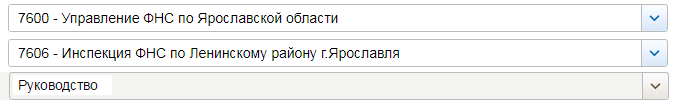 7600 - Управление ФНС по Ярославской области
7606 - Инспекция ФНС по Ленинскому району г.Ярославля
Руководство